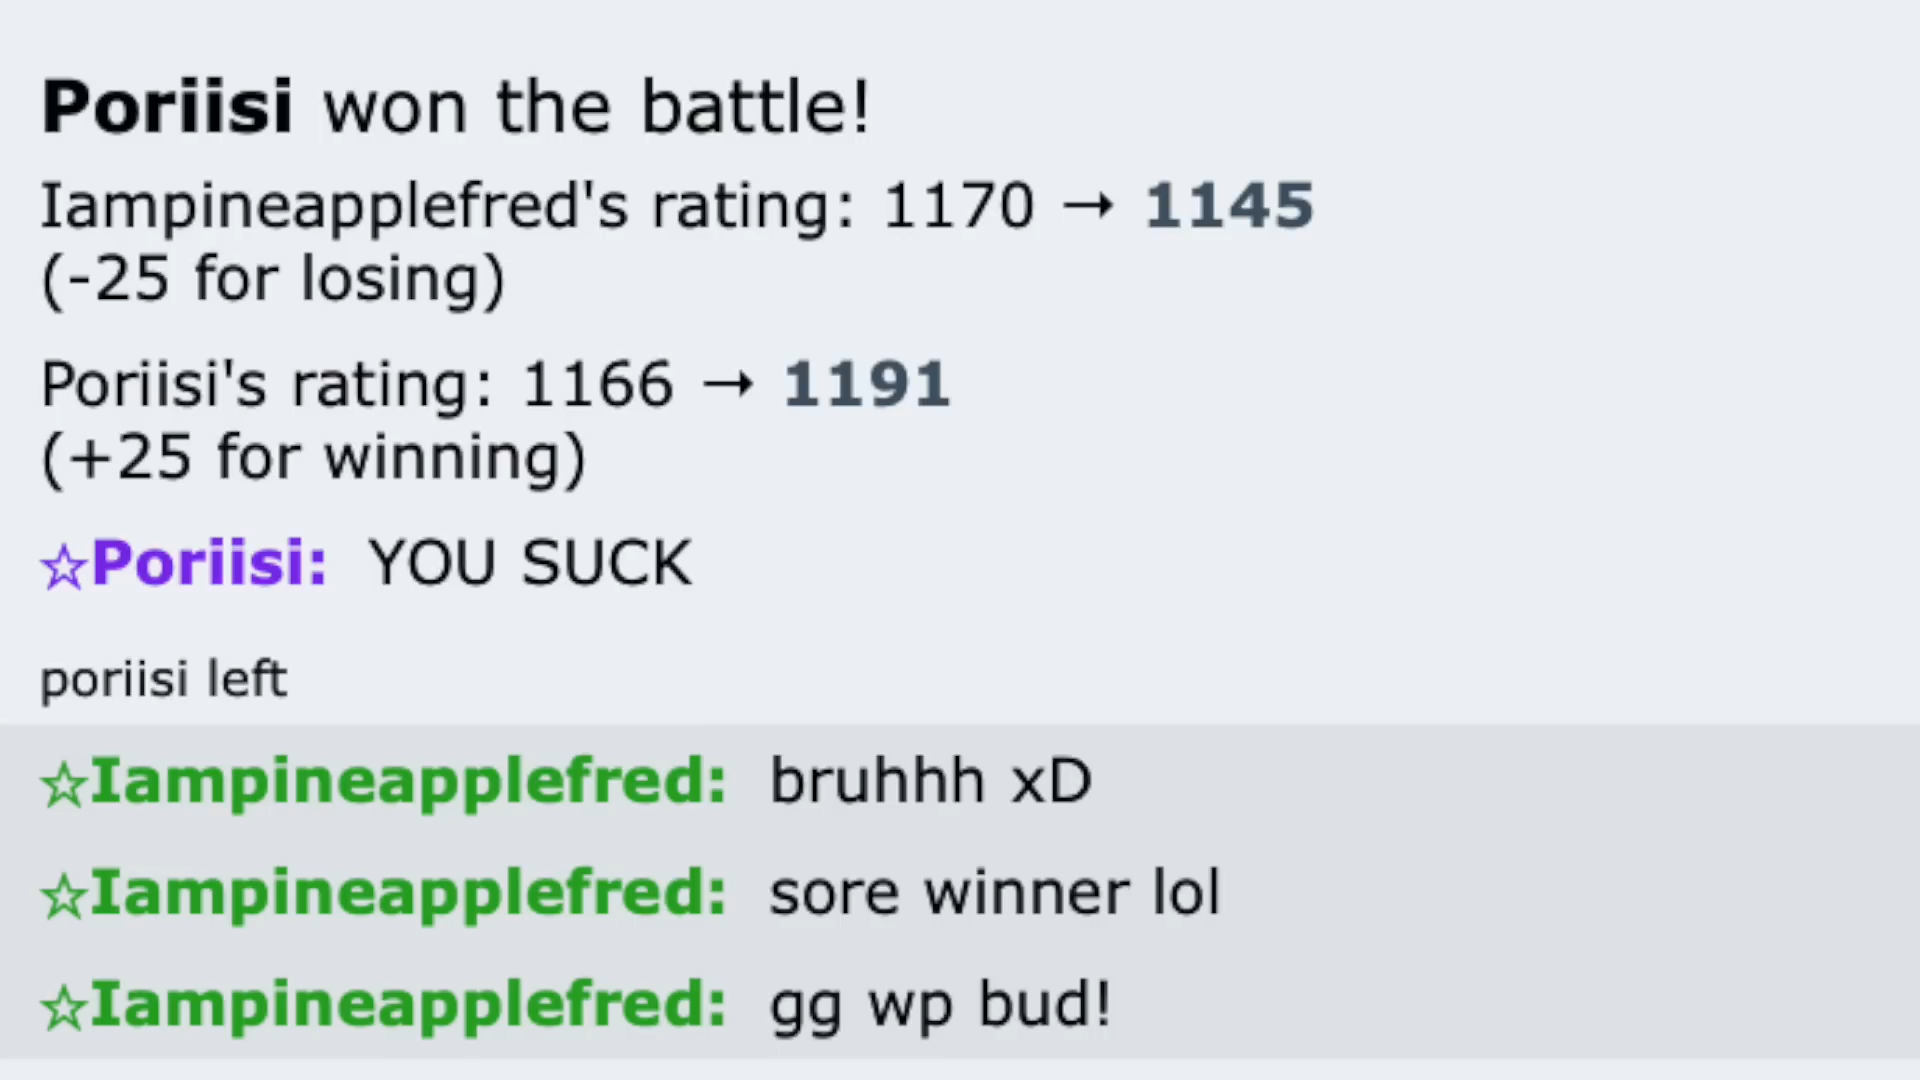 Poriisi won the battle!
Iampineapplefred's rating: 1170 → 1145
(-25 for losing)
Poriisi's rating: 1166 → 1191
(+25 for winning)
☆Poriisi: YOU SUCK
poriisi left
☆Iampineapplefred: bruhhh xD
☆Iampineapplefred: sore winner lol
☆Iampineapplefred: gg wp bud!